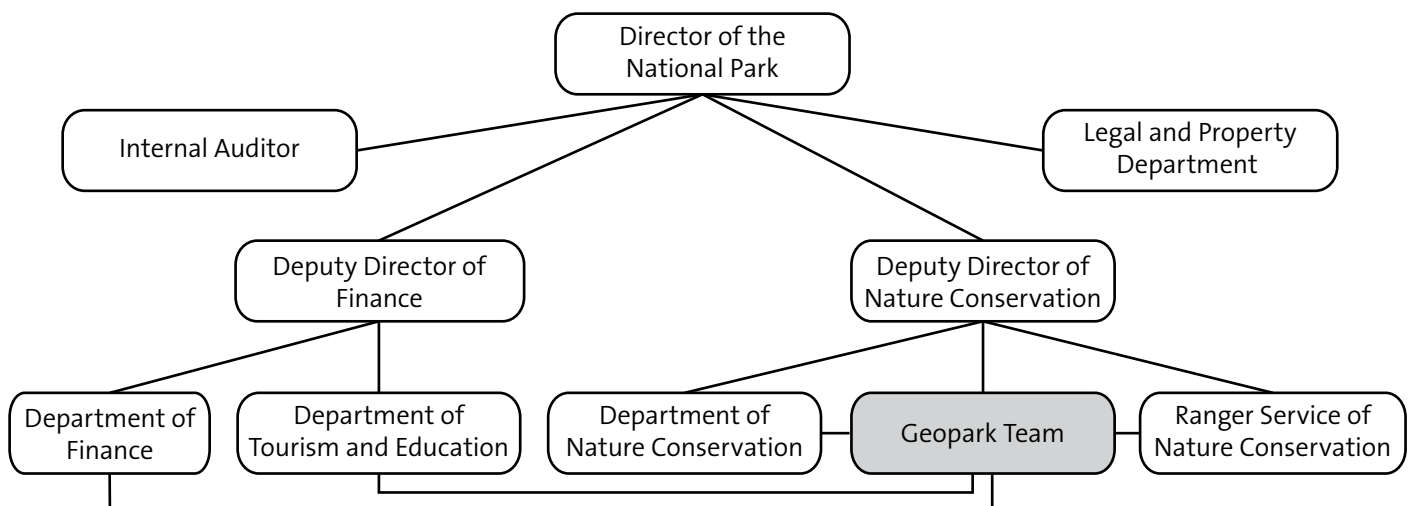 Director of the
National Park
Internal Auditor
Legal and Property
Department
Deputy Director of
Finance
Deputy Director of
Nature Conservation
Department of
Finance
Department of
Tourism and Education
Department of
Nature Conservation
Geopark Team
Ranger Service of
Nature Conservation